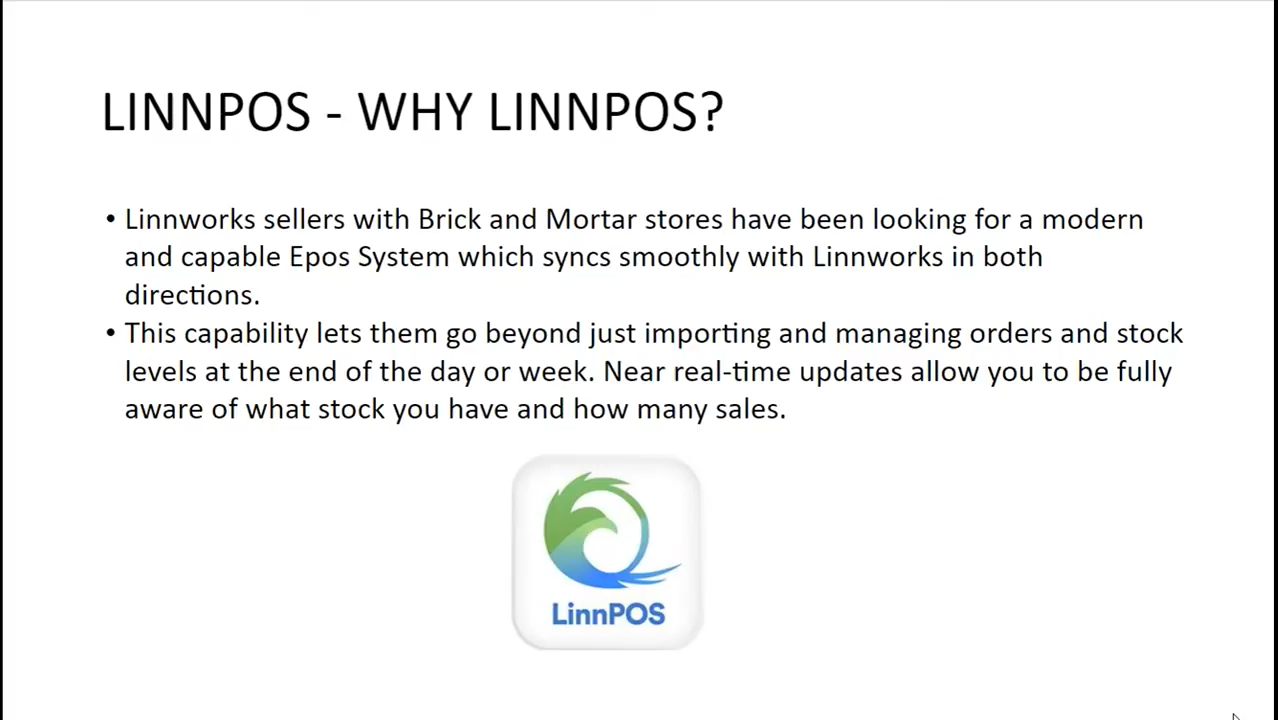 LINNPOS - WHY LINNPOS?
• Linnworks sellers with Brick and Mortar stores have been looking for a modern
and capable Epos System which syncs smoothly with Linnworks in both
directions.
• This capability lets them go beyond just importing and managing orders and stock
levels at the end of the day or week. Near real-time updates allow you to be fully
aware of what stock you have and how many sales.
LinnPOS